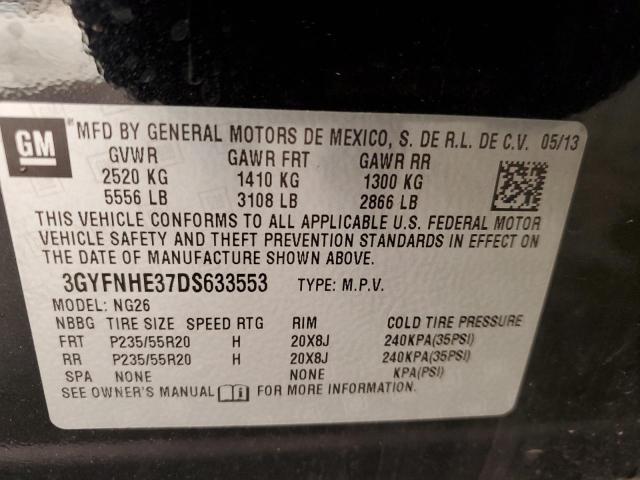 GM MFD BY GENERAL MOTORS DE MEXICO, S. DE R.L. DE C.V. 05/13
GVWR GAWR FRT GAWR RR
2520 KG 1410 KG 1300 KG
5556 LB 3108 LB 2866 LB
THIS VEHICLE CONFORMS TO ALL APPLICABLE U.S. FEDERAL MOTOR
VEHICLE SAFETY AND THEFT PREVENTION STANDARDS IN EFFECT ON
THE DATE OF MANUFACTURE SHOWN ABOVE.
3GYFNHE37DS633553 TYPE: M.P.V.
MODEL: NG26
NBBG TIRE SIZE SPEED RTG RIM COLD TIRE PRESSURE
FRT P235/55R20 H 20X8J 240KPA(35PSI)
RR P235/55R20 H 20X8J 240KPA(35PSI)
SPA NONE NONE KPA(PSI)
SEE OWNER'S MANUAL FOR MORE INFORMATION.